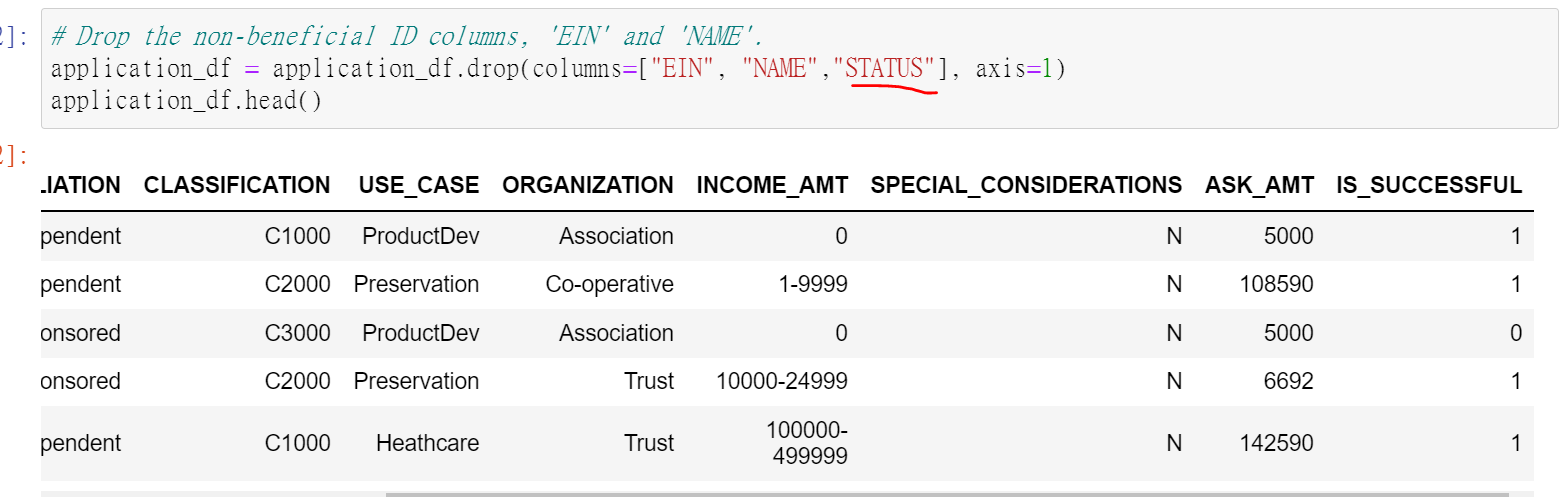 2]:
# Drop the non-beneficial ID columns, 'EIN' and 'NAME'.
application_df = application_df.drop(columns=["EIN", "NAME","STATUS"], axis=1)
application_df.head()
2]:
LIATION CLASSIFICATION USE_CASE ORGANIZATION INCOME_AMT SPECIAL_CONSIDERATIONS ASK_AMT IS_SUCCESSFUL
pendent C1000 ProductDev Association 0 N 5000 1
pendent C2000 Preservation Co-operative 1-9999 N 108590 1
onsored C3000 ProductDev Association 0 N 5000 0
onsored C2000 Preservation Trust 10000-24999 N 6692 1
pendent C1000 Heathcare Trust 100000-
499999 N 142590 1